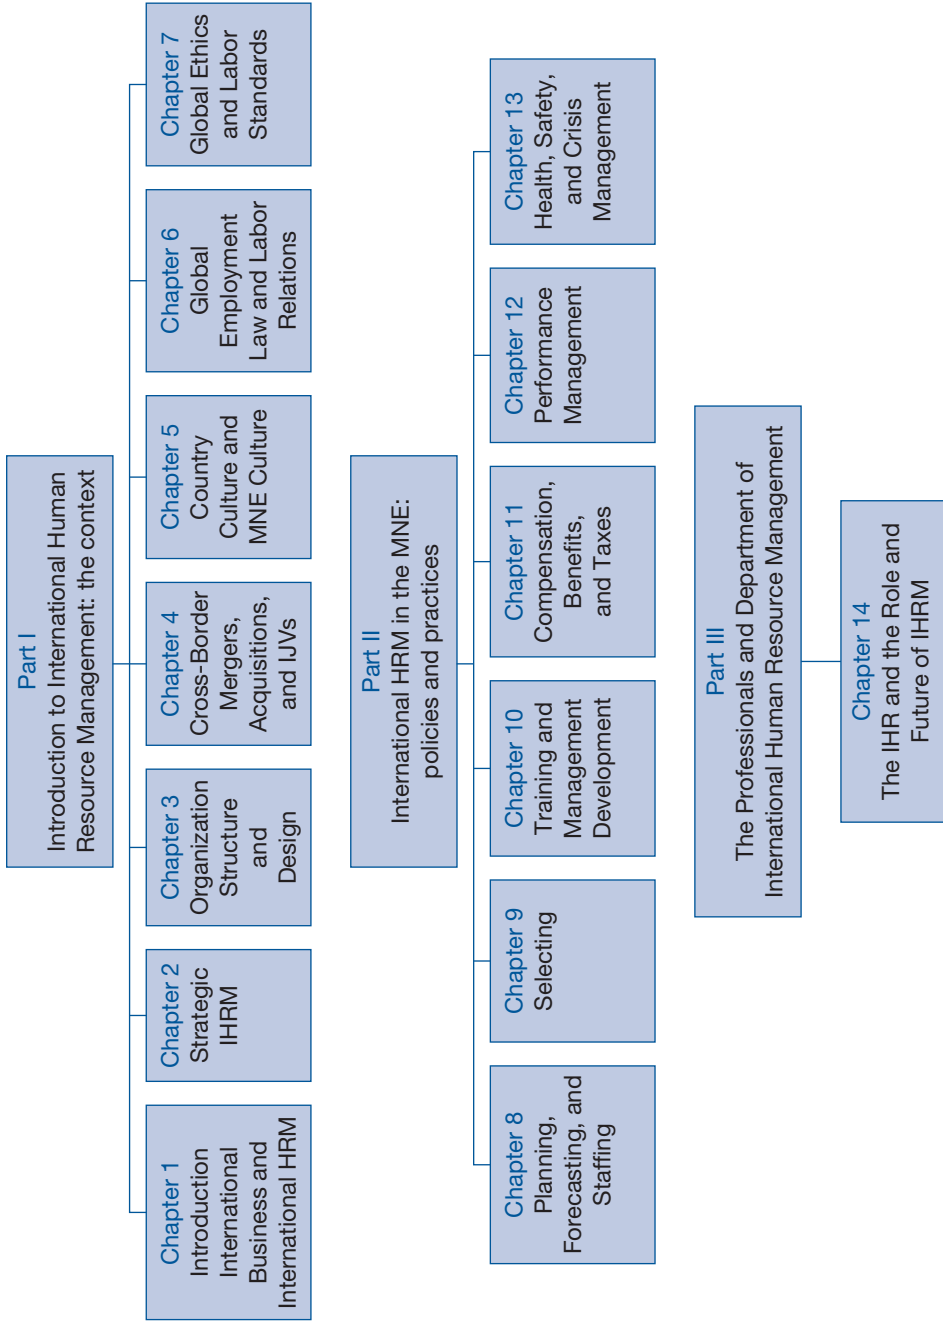 Part I
Introduction to International Human
Resource Management: the context
Chapter 1
Introduction
International
Business and
International HRM
Chapter 2
Strategic
IHRM
Chapter 3
Organization
Structure
and
Design
Chapter 4
Cross-Border
Mergers,
Acquisitions,
and IJVs
Chapter 5
Country
Culture and
MNE Culture
Chapter 6
Global
Employment
Law and Labor
Relations
Chapter 7
Global Ethics
and Labor
Standards
Part II
International HRM in the MNE:
policies and practices
Chapter 8
Planning,
Forecasting, and
Staffing
Chapter 9
Selecting
Chapter 10
Training and
Management
Development
Chapter 11
Compensation,
Benefits,
and Taxes
Chapter 12
Performance
Management
Chapter 13
Health, Safety,
and Crisis
Management
Part III
The Professionals and Department of
International Human Resource Management
Chapter 14
The IHR and the Role and
Future of IHRM